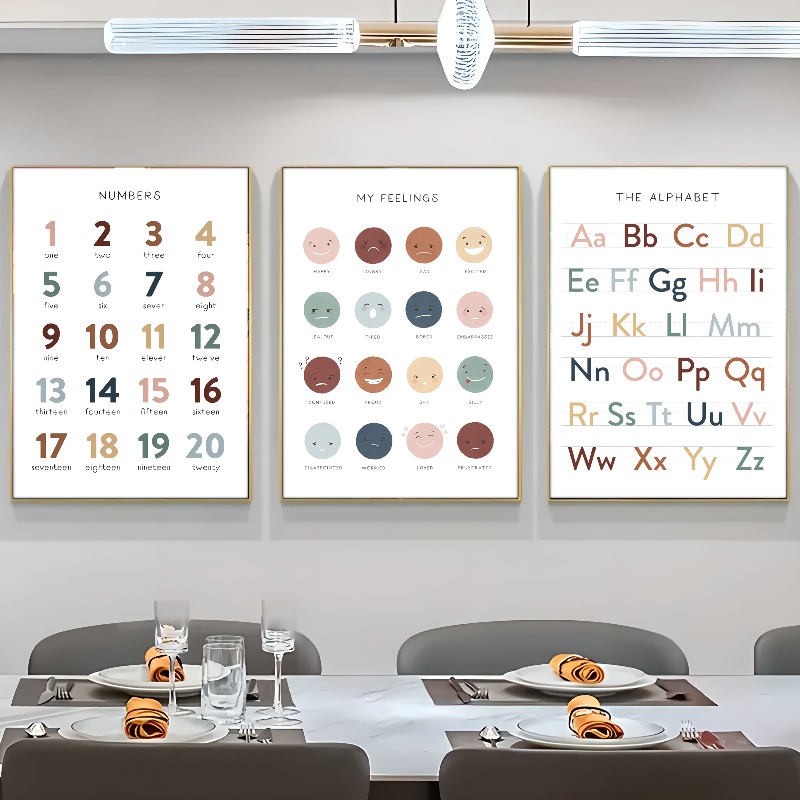 NUMBERS
1 2 3 4
one two three four
5 6 7 8
five six seven eight
9 10 11 12
nine ten eleven twelve
13 14 15 16
thirteen fourteen fifteen sixteen
17 18 19 20
seventeen eighteen nineteen twenty
MY FEELINGS
HAPPY ANGRY SAD EXCITED
JEALOUS TIRED BORED EMBARRASSED
? ? ?
CONFUSED PROUD SHY SILLY
DISAPPOINTED WORRIED LOVED FRUSTRATED
THE ALPHABET
Aa Bb Cc Dd
Ee Ff Gg Hh Ii
Jj Kk Ll Mm
Nn Oo Pp Qq
Rr Ss Tt Uu Vv
Ww Xx Yy Zz